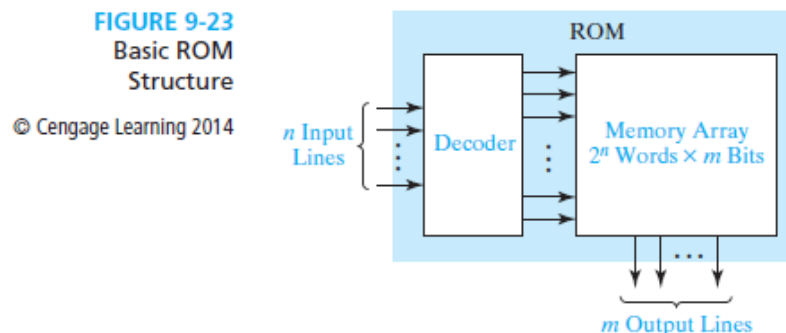 FIGURE 9-23
Basic ROM
Structure
© Cengage Learning 2014
ROM
n Input
Lines
Decoder
Memory Array
2ⁿ Words × m Bits
m Output Lines